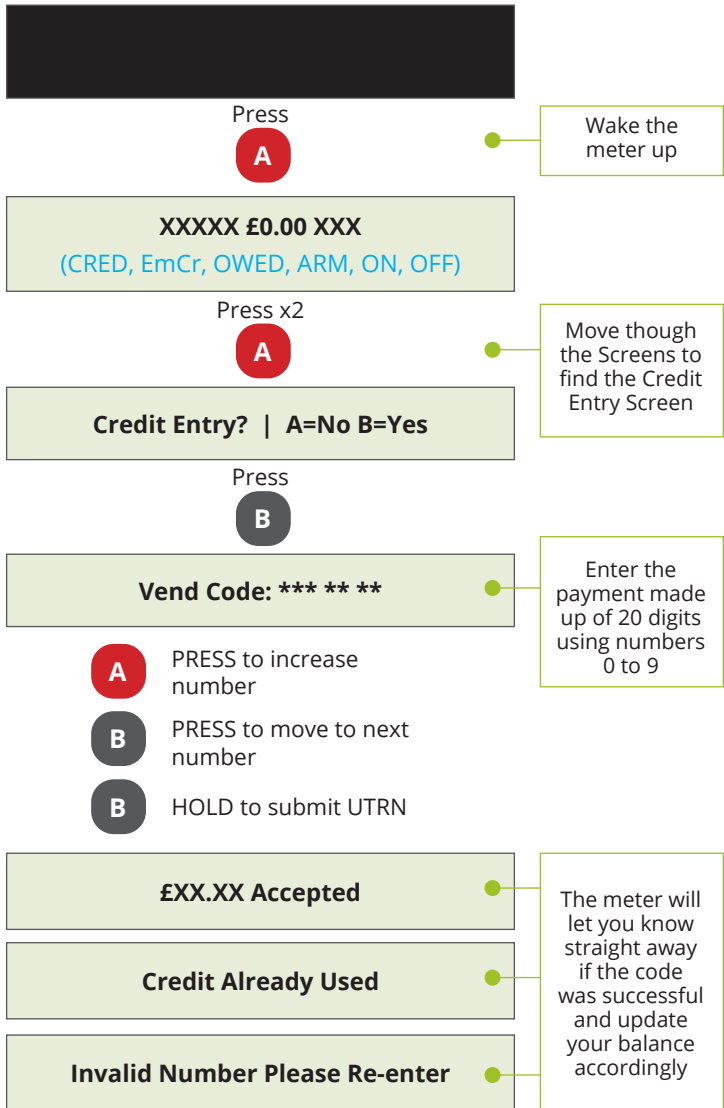 Press
A
Wake the
meter up
XXXXX £0.00 XXX
(CRED, EmCr, OWED, ARM, ON, OFF)
Press x2
A
Move though
the Screens to
find the Credit
Entry Screen
Credit Entry? | A=No B=Yes
Press
B
Vend Code: *** ** **
Enter the
payment made
up of 20 digits
using numbers
0 to 9
A
PRESS to increase
number
B
PRESS to move to next
number
B
HOLD to submit UTRN
£XX.XX Accepted
Credit Already Used
Invalid Number Please Re-enter
The meter will
let you know
straight away
if the code
was successful
and update
your balance
accordingly